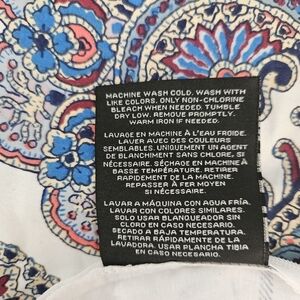 MACHINE WASH COLD. WASH WITH
LIKE COLORS. ONLY NON-CHLORINE
BLEACH WHEN NEEDED. TUMBLE
DRY LOW. REMOVE PROMPTLY.
WARM IRON IF NEEDED.
LAVAGE EN MACHINE À L'EAU FROIDE.
LAVER AVEC DES COULEURS
SEMBLABLES. UNIQUEMENT UN AGENT
DE BLANCHIMENT SANS CHLORE, SI
NÉCESSAIRE. SÉCHAGE EN MACHINE À
BASSE TEMPÉRATURE. RETIRER
RAPIDEMENT DE LA MACHINE.
REPASSER À FER MOYEN
SI NÉCESSAIRE.
LAVAR A MÁQUINA CON AGUA FRÍA.
LAVAR CON COLORES SIMILARES.
SOLO USAR BLANQUEADOR SIN
CLORO EN CASO NECESARIO.
SECADO A BAJA TEMPERATURA.
RETIRAR RÁPIDAMENTE DE LA
LAVADORA. USAR PLANCHA TIBIA
EN CASO NECESARIO.